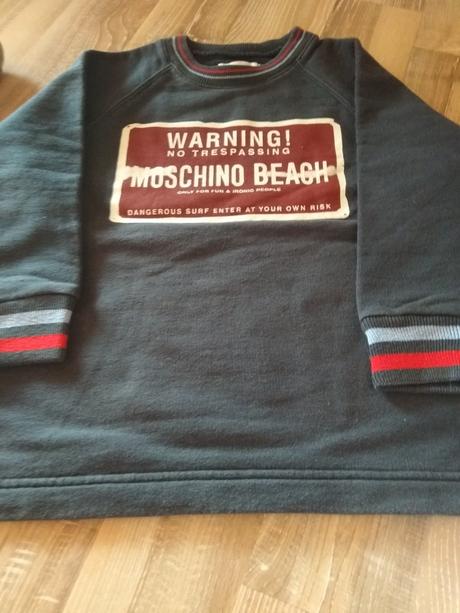 WARNING!
NO TRESPASSING
MOSCHINO BEACH
ONLY FOR FUN & IRONIC PEOPLE
DANGEROUS SURF ENTER AT YOUR OWN RISK